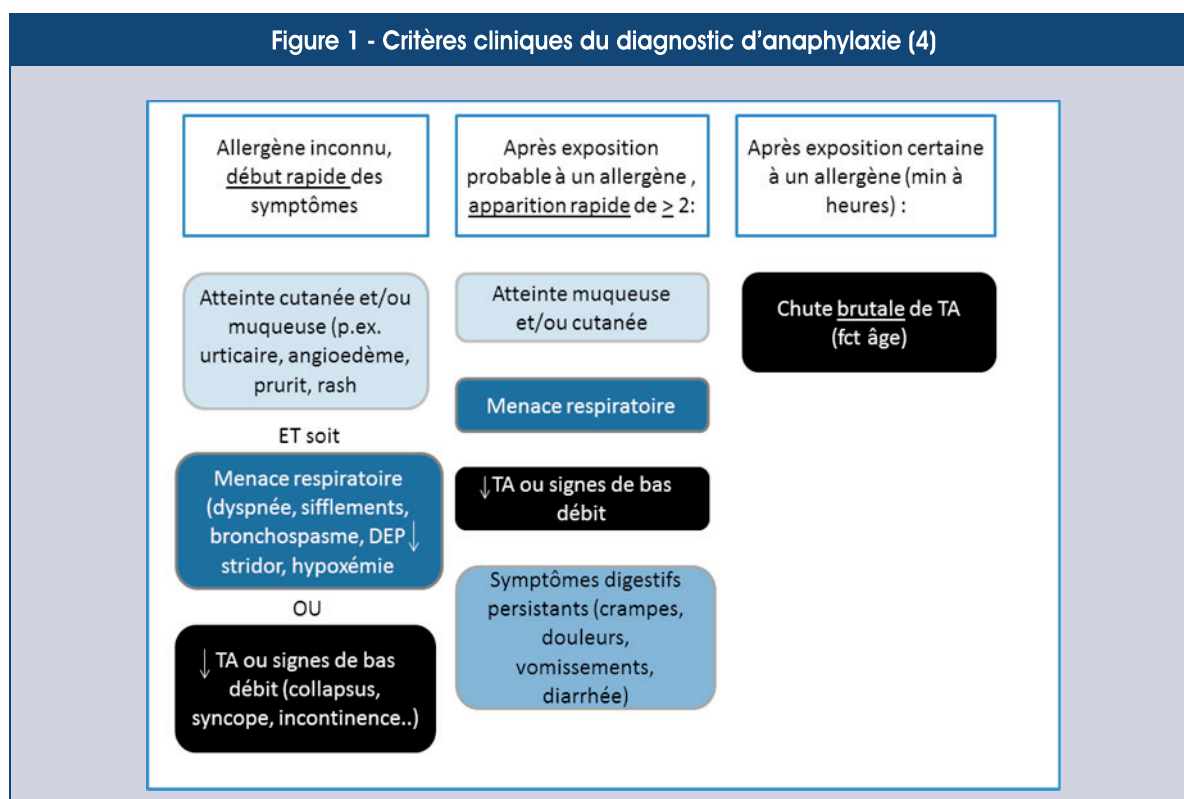 Figure 1 - Critères cliniques du diagnostic d'anaphylaxie (4)
Allergène inconnu,
début rapide des
symptômes
Atteinte cutanée et/ou
muqueuse (p.ex.
urticaire, angioedème,
prurit, rash
ET soit
Menace respiratoire
(dyspnée, sifflements,
bronchospasme, DEP↓
stridor, hypoxémie
OU
↓TA ou signes de bas
débit (collapsus,
syncope, incontinence..)
Après exposition
probable à un allergène ,
apparition rapide de ≥ 2:
Atteinte muqueuse
et/ou cutanée
Menace respiratoire
↓TA ou signes de bas
débit
Symptômes digestifs
persistants (crampes,
douleurs,
vomissements,
diarrhée)
Après exposition certaine
à un allergène (min à
heures) :
Chute brutale de TA
(fct âge)